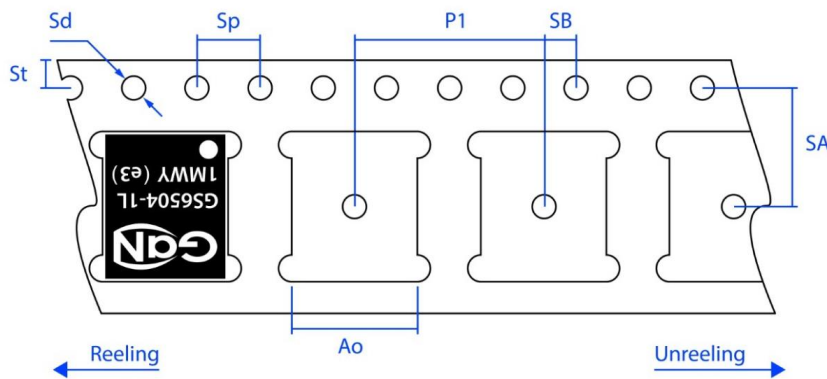 Sd
Sp
P1
SB
St
SA
1MWY (e3)
GS6504-1L
GaN
Ao
Reeling
Unreeling